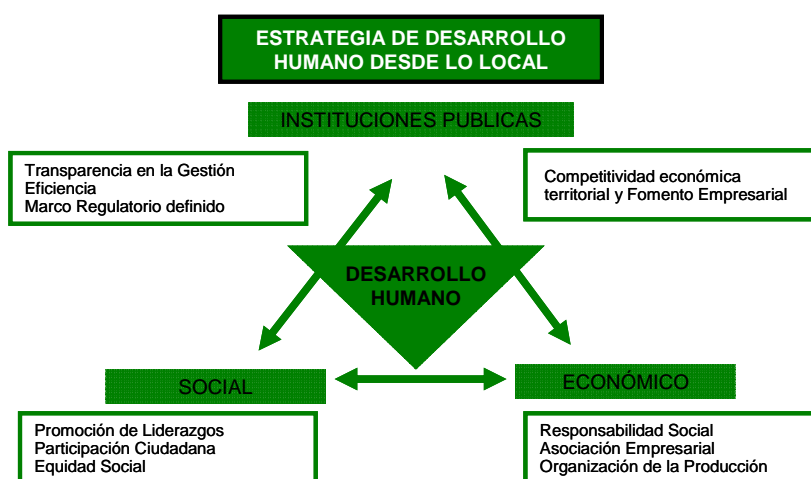 ESTRATEGIA DE DESARROLLO
HUMANO DESDE LO LOCAL
INSTITUCIONES PUBLICAS
Transparencia en la Gestión
Eficiencia
Marco Regulatorio definido
Competitividad económica
territorial y Fomento Empresarial
DESARROLLO
HUMANO
SOCIAL
ECONÓMICO
Promoción de Liderazgos
Participación Ciudadana
Equidad Social
Responsabilidad Social
Asociación Empresarial
Organización de la Producción